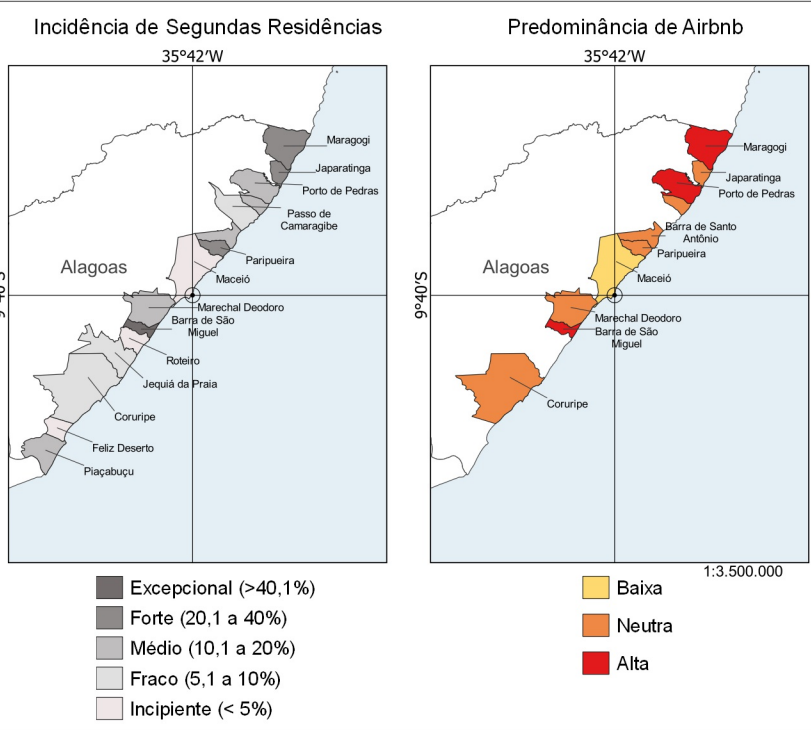 Incidência de Segundas Residências
35°42'W
Maragogi
Japaratinga
Porto de Pedras
Passo de
Camaragibe
Paripueira
Alagoas
Maceió
Marechal Deodoro
Barra de São
Miguel
Roteiro
Jequiá da Praia
Coruripe
Feliz Deserto
Piaçabuçu
Excepcional (>40,1%)
Forte (20,1 a 40%)
Médio (10,1 a 20%)
Fraco (5,1 a 10%)
Incipiente (< 5%)
Predominância de Airbnb
35°42'W
Maragogi
Japaratinga
Porto de Pedras
Barra de Santo
Antônio
Paripueira
Alagoas
Maceió
9°40'S
Marechal Deodoro
Barra de São
Miguel
Coruripe
1:3.500.000
Baixa
Neutra
Alta